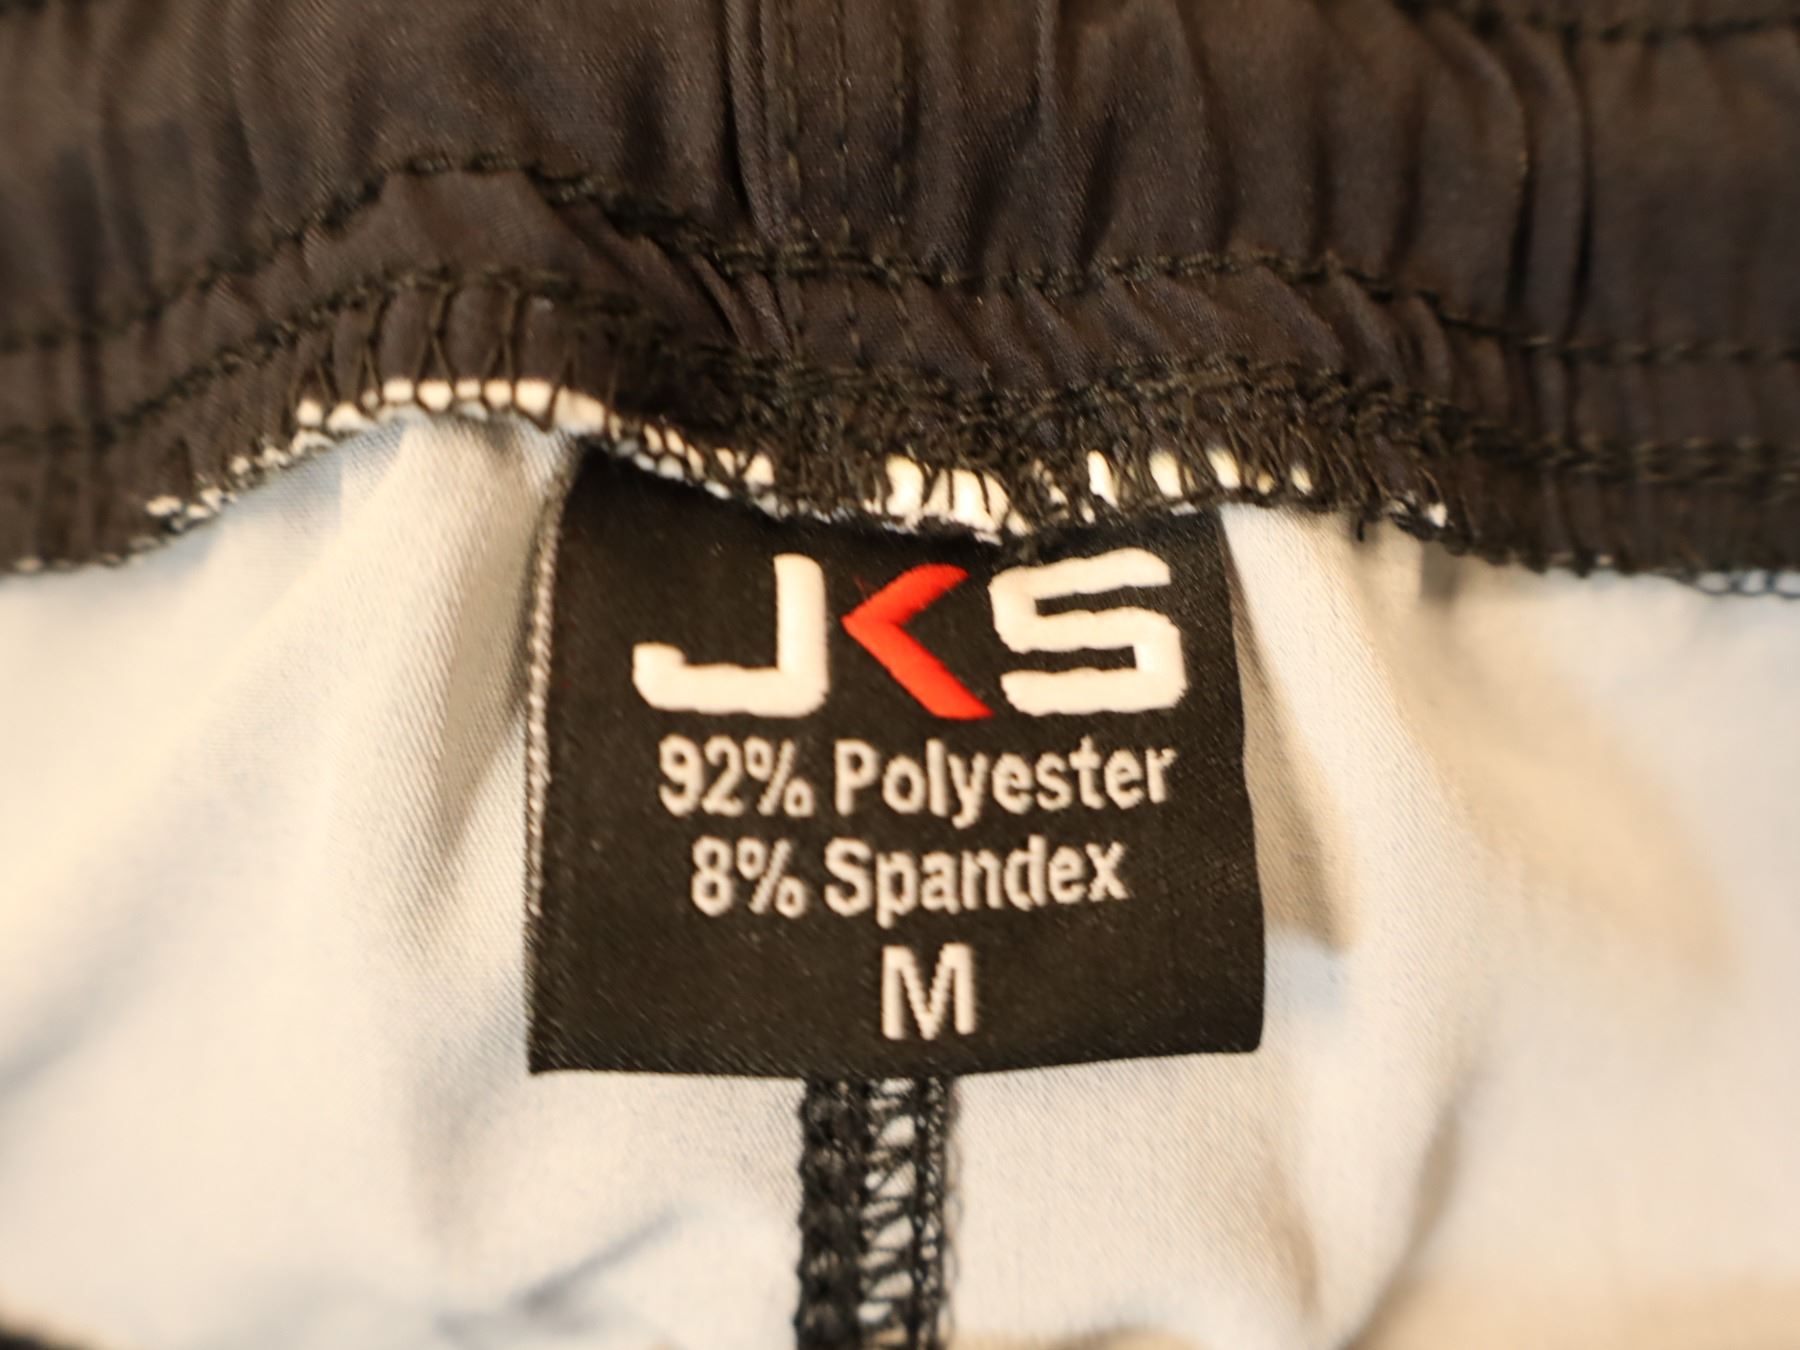 JKS
92% Polyester
8% Spandex
M